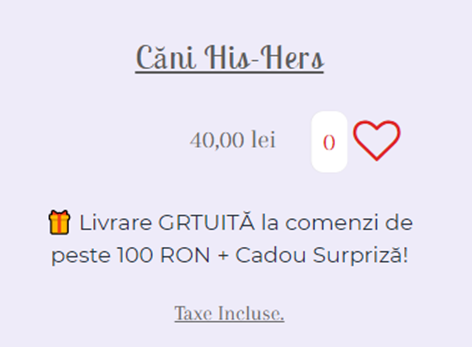 Căni His-Hers
40,00 lei 0
🎁 Livrare GRTUITĂ la comenzi de
peste 100 RON + Cadou Surpriză!
Taxe Incluse.